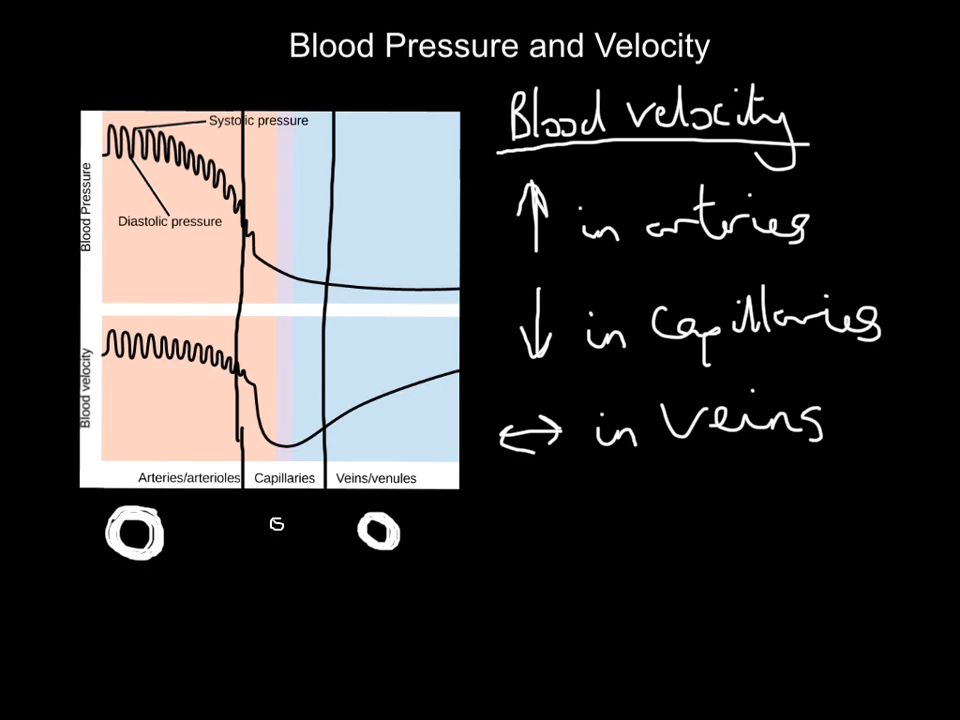 Blood Pressure and Velocity
Systolic pressure
Diastolic pressure
Blood Pressure
Blood velocity
Arteries/arterioles
Capillaries
Veins/venules
Blood velocity
↑ in arteries
↓ in capillaries
↔ in veins